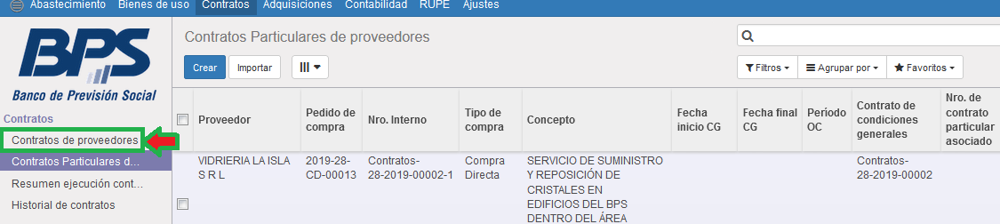 Abastecimiento Bienes de uso Contratos Adquisiciones Contabilidad RUPE Ajustes
BPS
Banco de Previsión Social
Contratos
Contratos de proveedores
Contratos Particulares d...
Resumen ejecución cont...
Historial de contratos
Contratos Particulares de proveedores
Crear Importar
Filtros Agrupar por Favoritos
Proveedor
Pedido de
compra
Nro. Interno
Tipo de
compra
Concepto
Fecha
inicio CG
Fecha final
CG
Período
OC
Contrato de
condiciones
generales
Nro. de
contrato
particular
asociado
VIDRIERIA LA ISLA
S R L
2019-28-
CD-00013
Contratos-
28-2019-00002-1
Compra
Directa
SERVICIO DE SUMINISTRO
Y REPOSICIÓN DE
CRISTALES EN
EDIFICIOS DEL BPS
DENTRO DEL ÁREA
Contratos-
28-2019-00002